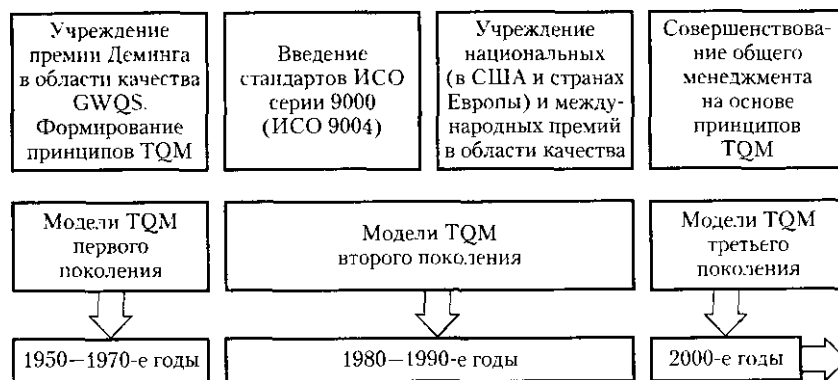 Учреждение
премии Деминга
в области качества
GWQS.
Формирование
принципов TQM
Введение
стандартов ИСО
серии 9000
(ИСО 9004)
Учреждение
национальных
(в США и странах
Европы) и между-
народных премий
в области качества
Совершенствова-
ние общего
менеджмента
на основе
принципов
TQM
Модели TQM
первого
поколения
Модели TQM
второго поколения
Модели TQM
третьего
поколения
1950—1970-е годы
1980—1990-е годы
2000-е годы